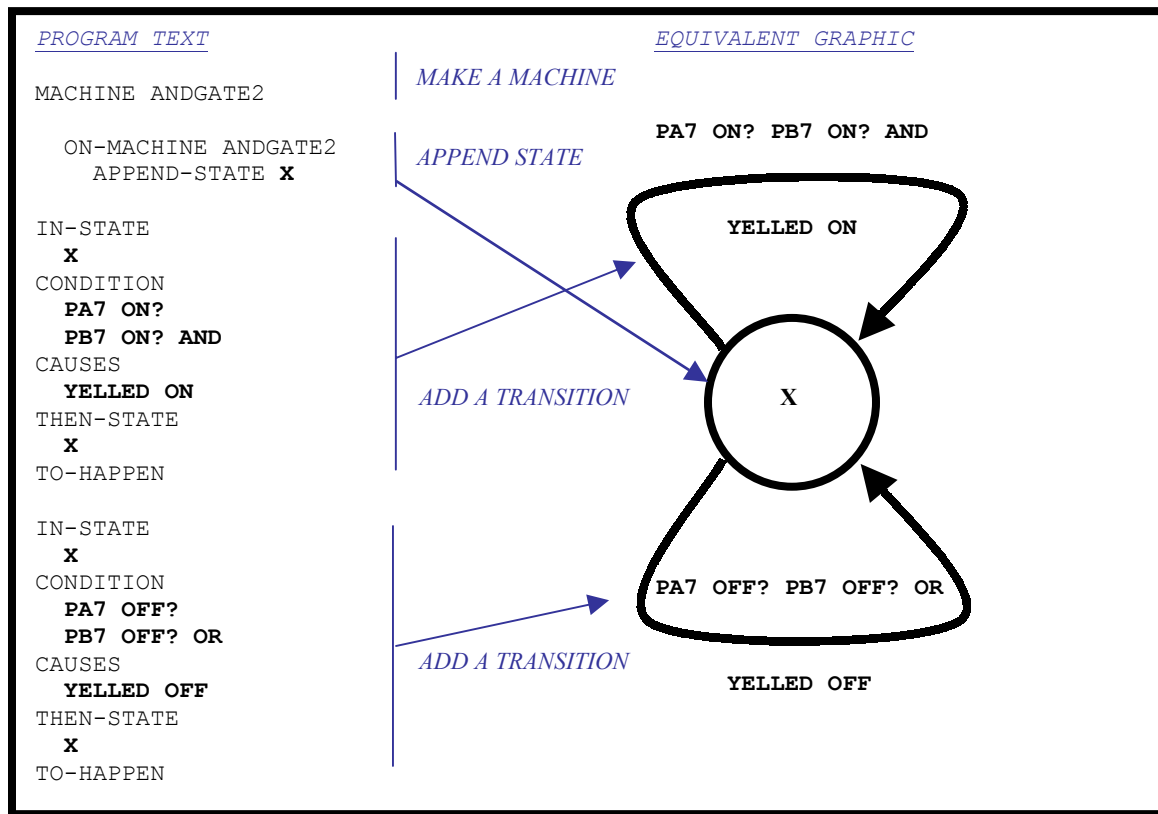 PROGRAM TEXT
MACHINE ANDGATE2
ON-MACHINE ANDGATE2
APPEND-STATE X
IN-STATE
X
CONDITION
PA7 ON?
PB7 ON? AND
CAUSES
YELLED ON
THEN-STATE
X
TO-HAPPEN
IN-STATE
X
CONDITION
PA7 OFF?
PB7 OFF? OR
CAUSES
YELLED OFF
THEN-STATE
X
TO-HAPPEN
MAKE A MACHINE
APPEND STATE
ADD A TRANSITION
ADD A TRANSITION
EQUIVALENT GRAPHIC
PA7 ON? PB7 ON? AND
YELLED ON
X
PA7 OFF? PB7 OFF? OR
YELLED OFF